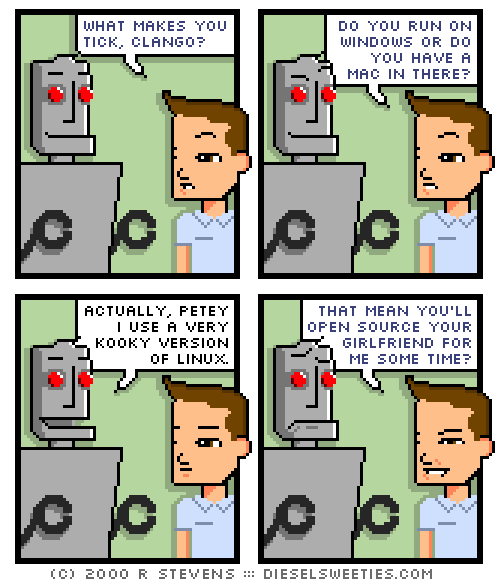 WHAT MAKES YOU
TICK, CLANGO?
DO YOU RUN ON
WINDOWS OR DO
YOU HAVE A
MAC IN THERE?
ACTUALLY, PETEY
I USE A VERY
KOOKY VERSION
OF LINUX.
THAT MEAN YOU'LL
OPEN SOURCE YOUR
GIRLFRIEND FOR
ME SOME TIME?
(C) 2000 R STEVENS :: DIESELSWEETIES.COM